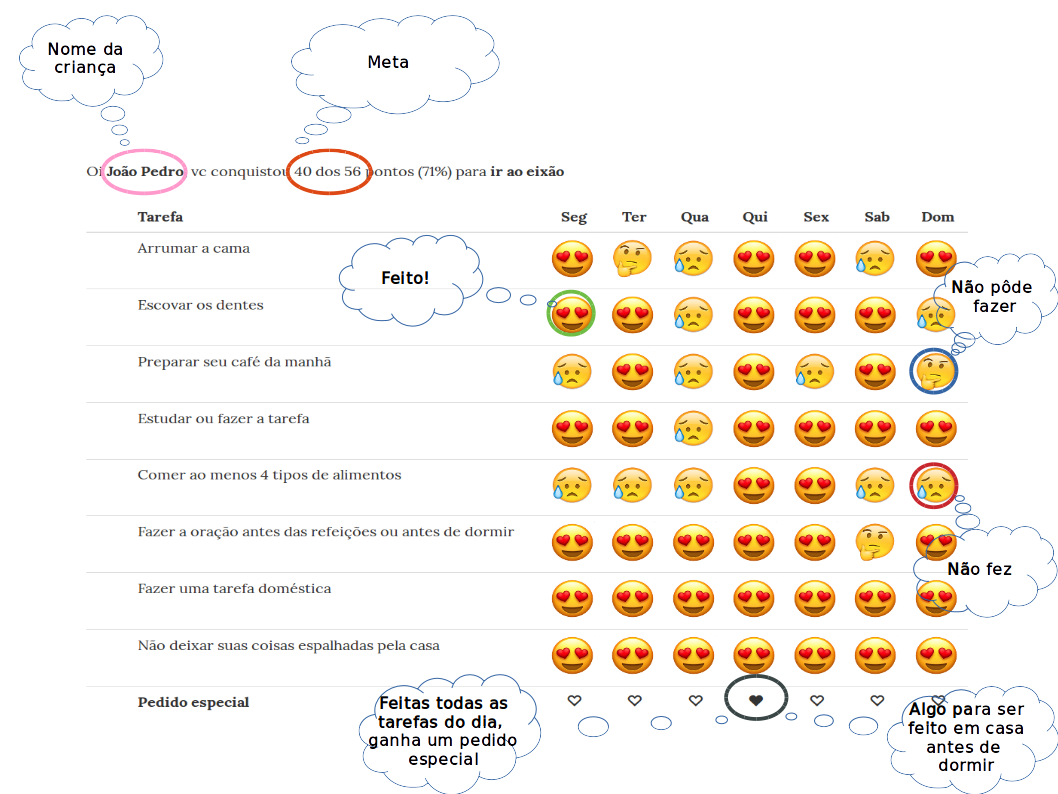 Nome da
criança
Meta
Oi João Pedro vc conquistou 40 dos 56 pontos (71%) para ir ao eixão
Tarefa Seg Ter Qua Qui Sex Sab Dom
Arrumar a cama
Feito!
Não pôde
fazer
Escovar os dentes
Preparar seu café da manhã
Estudar ou fazer a tarefa
Comer ao menos 4 tipos de alimentos
Fazer a oração antes das refeições ou antes de dormir
Não fez
Fazer uma tarefa doméstica
Não deixar suas coisas espalhadas pela casa
Pedido especial
Feitas todas as
tarefas do dia,
ganha um pedido
especial
Algo para ser
feito em casa
antes de
dormir